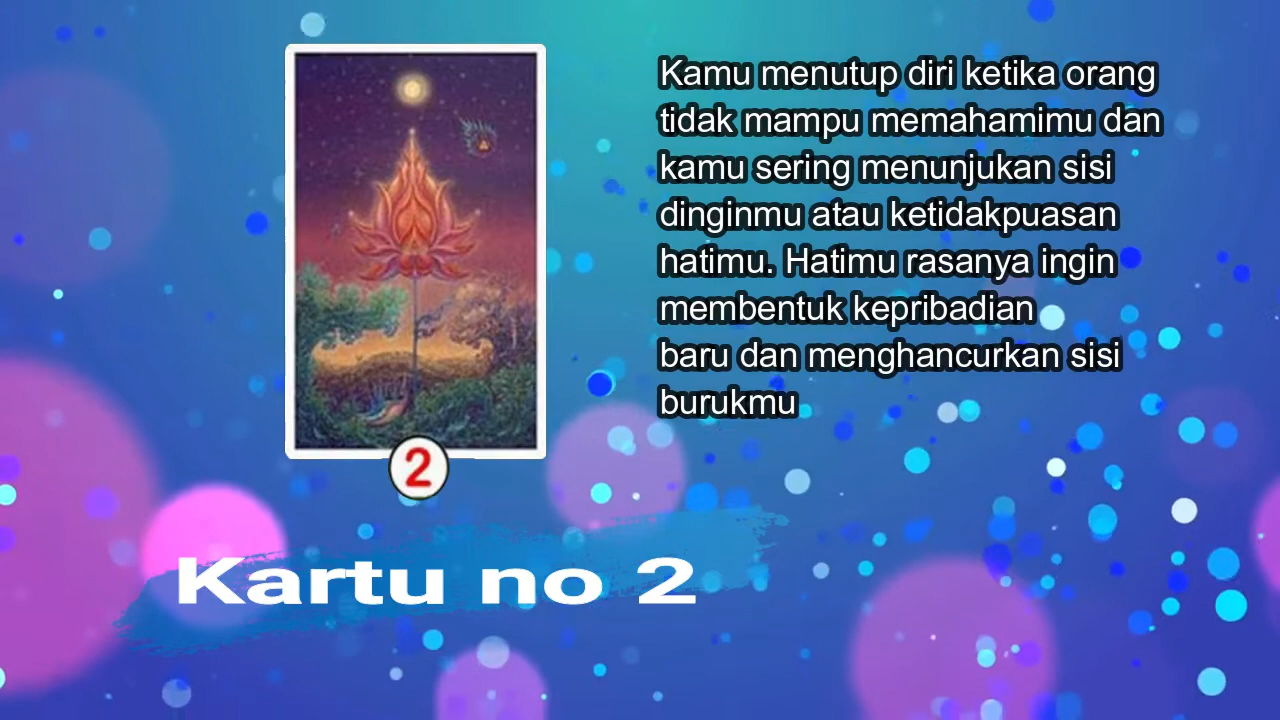 Kamu menutup diri ketika orang
tidak mampu memahamimu dan
kamu sering menunjukan sisi
dinginmu atau ketidakpuasan
hatimu. Hatimu rasanya ingin
membentuk kepribadian
baru dan menghancurkan sisi
burukmu
2
Kartu no 2